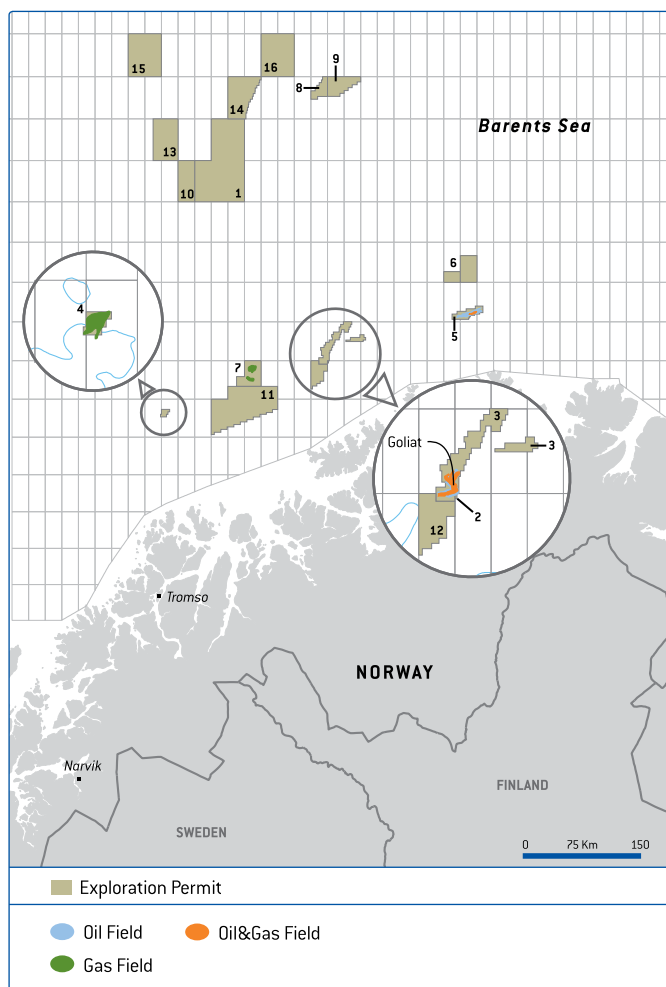 15
16
9
8
14
Barents Sea
13
10
1
6
4
5
7
11
3
Goliat
3
2
12
Tromso
NORWAY
Narvik
FINLAND
SWEDEN
0 75 Km 150
Exploration Permit
Oil Field
Oil&Gas Field
Gas Field